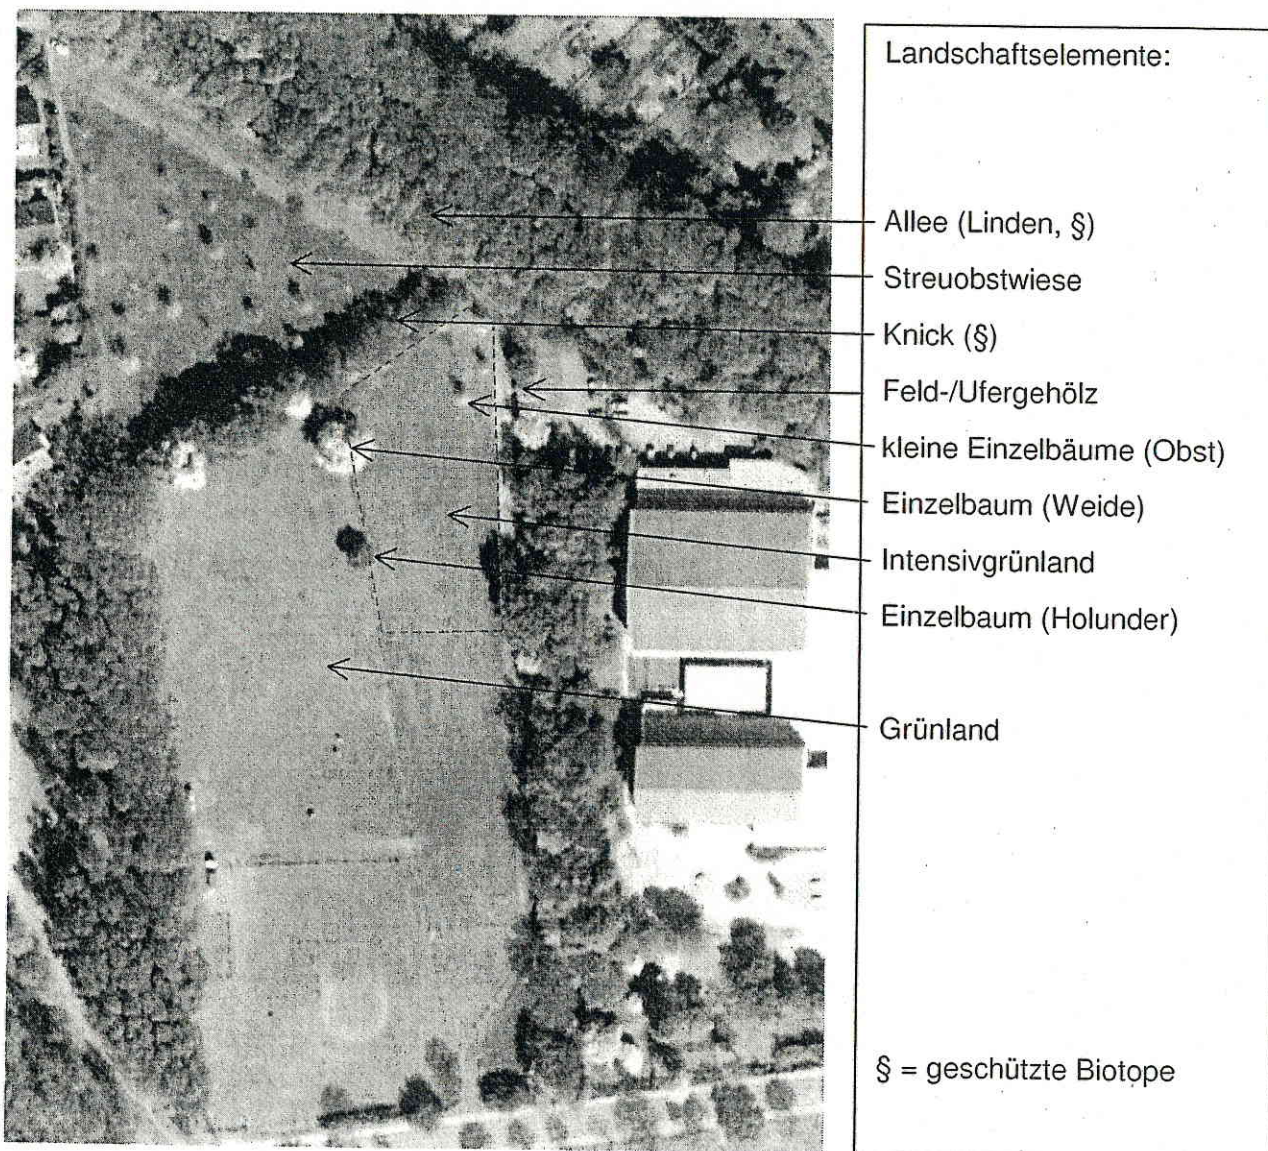 Landschaftselemente:
Allee (Linden, §)
Streuobstwiese
Knick (§)
Feld-/Ufergehölz
kleine Einzelbäume (Obst)
Einzelbaum (Weide)
Intensivgrünland
Einzelbaum (Holunder)
Grünland
§ = geschützte Biotope